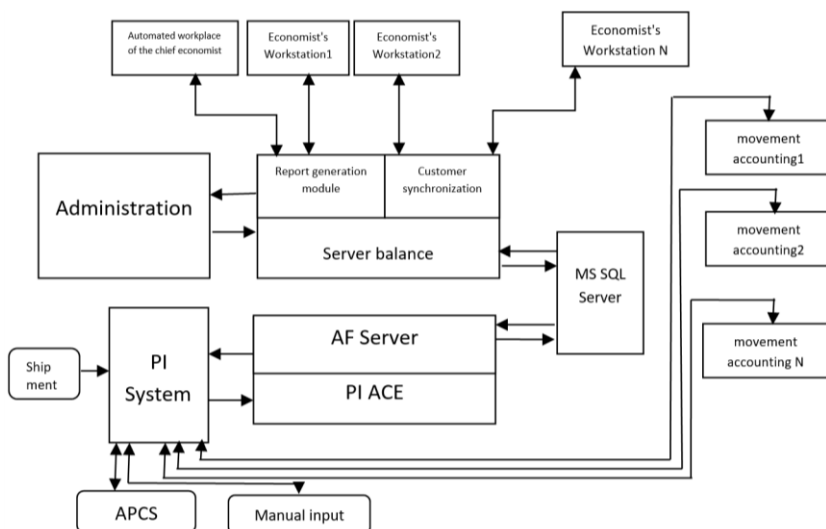 Automated workplace
of the chief economist
Economist's
Workstation1
Economist's
Workstation2
Economist's
Workstation N
movement
accounting1
Report generation
module
Customer
synchronization
Administration
Server balance
movement
accounting2
MS SQL
Server
AF Server
movement
accounting N
Ship
ment
PI
System
PI ACE
APCS
Manual input